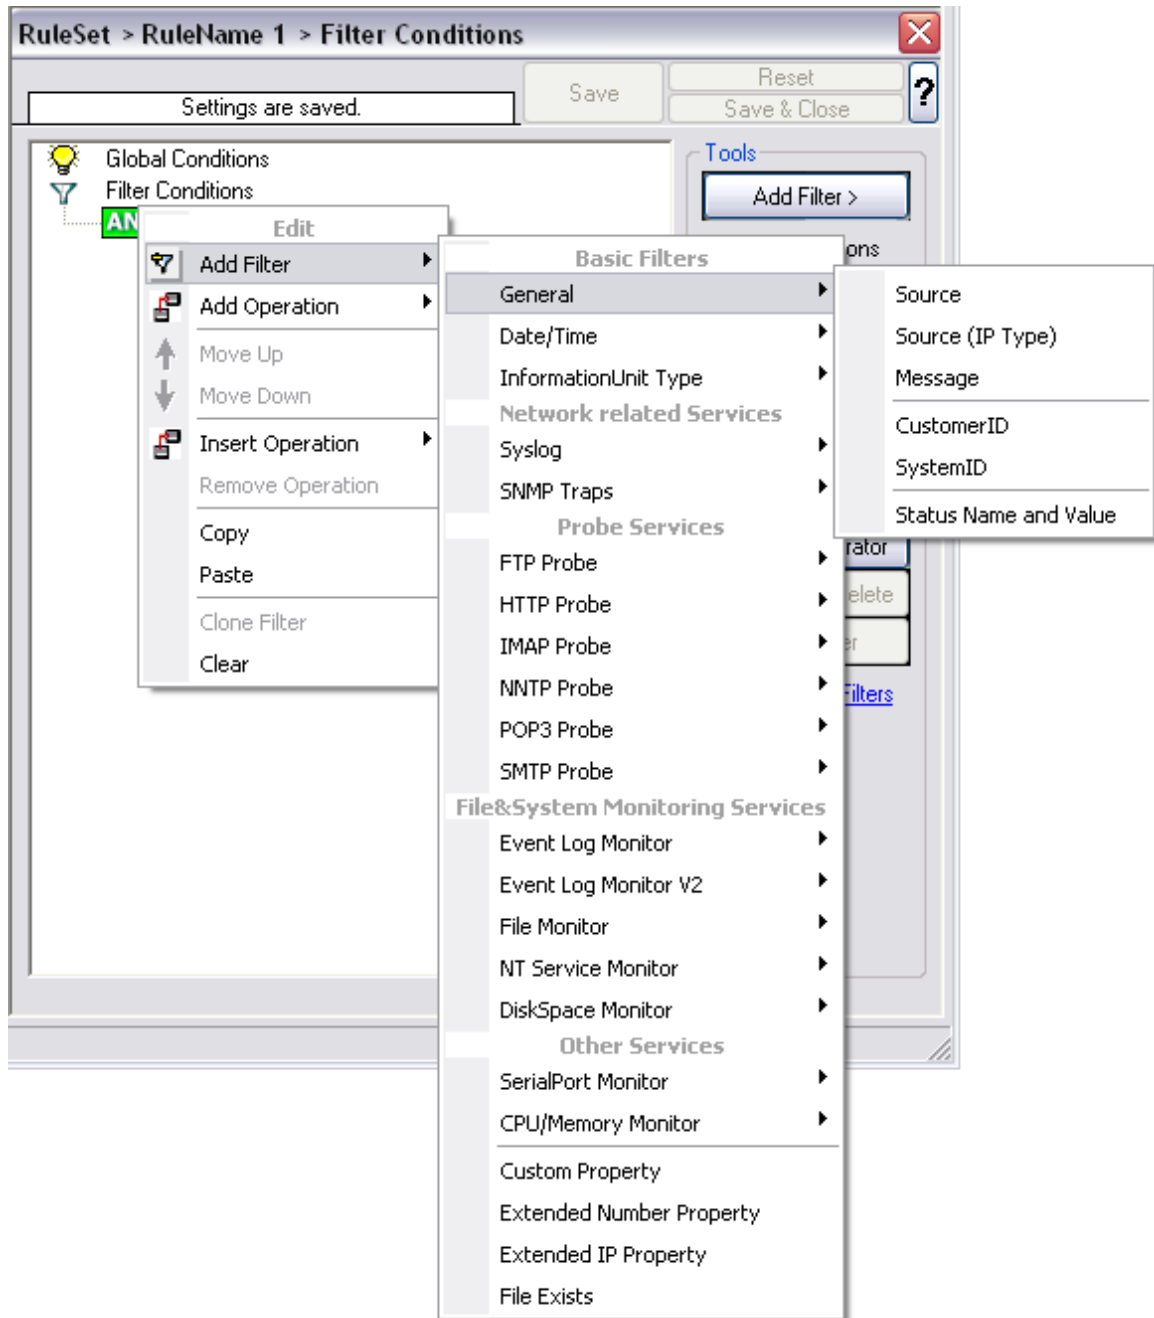 RuleSet > RuleName 1 > Filter Conditions
Settings are saved.
Save
Reset
Save & Close
?
Global Conditions
Filter Conditions
AN
Tools
Add Filter >
ons
rator
elete
er
Filters
Edit
Add Filter
Add Operation
Move Up
Move Down
Insert Operation
Remove Operation
Copy
Paste
Clone Filter
Clear
Basic Filters
General
Date/Time
InformationUnit Type
Network related Services
Syslog
SNMP Traps
Probe Services
FTP Probe
HTTP Probe
IMAP Probe
NNTP Probe
POP3 Probe
SMTP Probe
File&System Monitoring Services
Event Log Monitor
Event Log Monitor V2
File Monitor
NT Service Monitor
DiskSpace Monitor
Other Services
SerialPort Monitor
CPU/Memory Monitor
Custom Property
Extended Number Property
Extended IP Property
File Exists
Source
Source (IP Type)
Message
CustomerID
SystemID
Status Name and Value